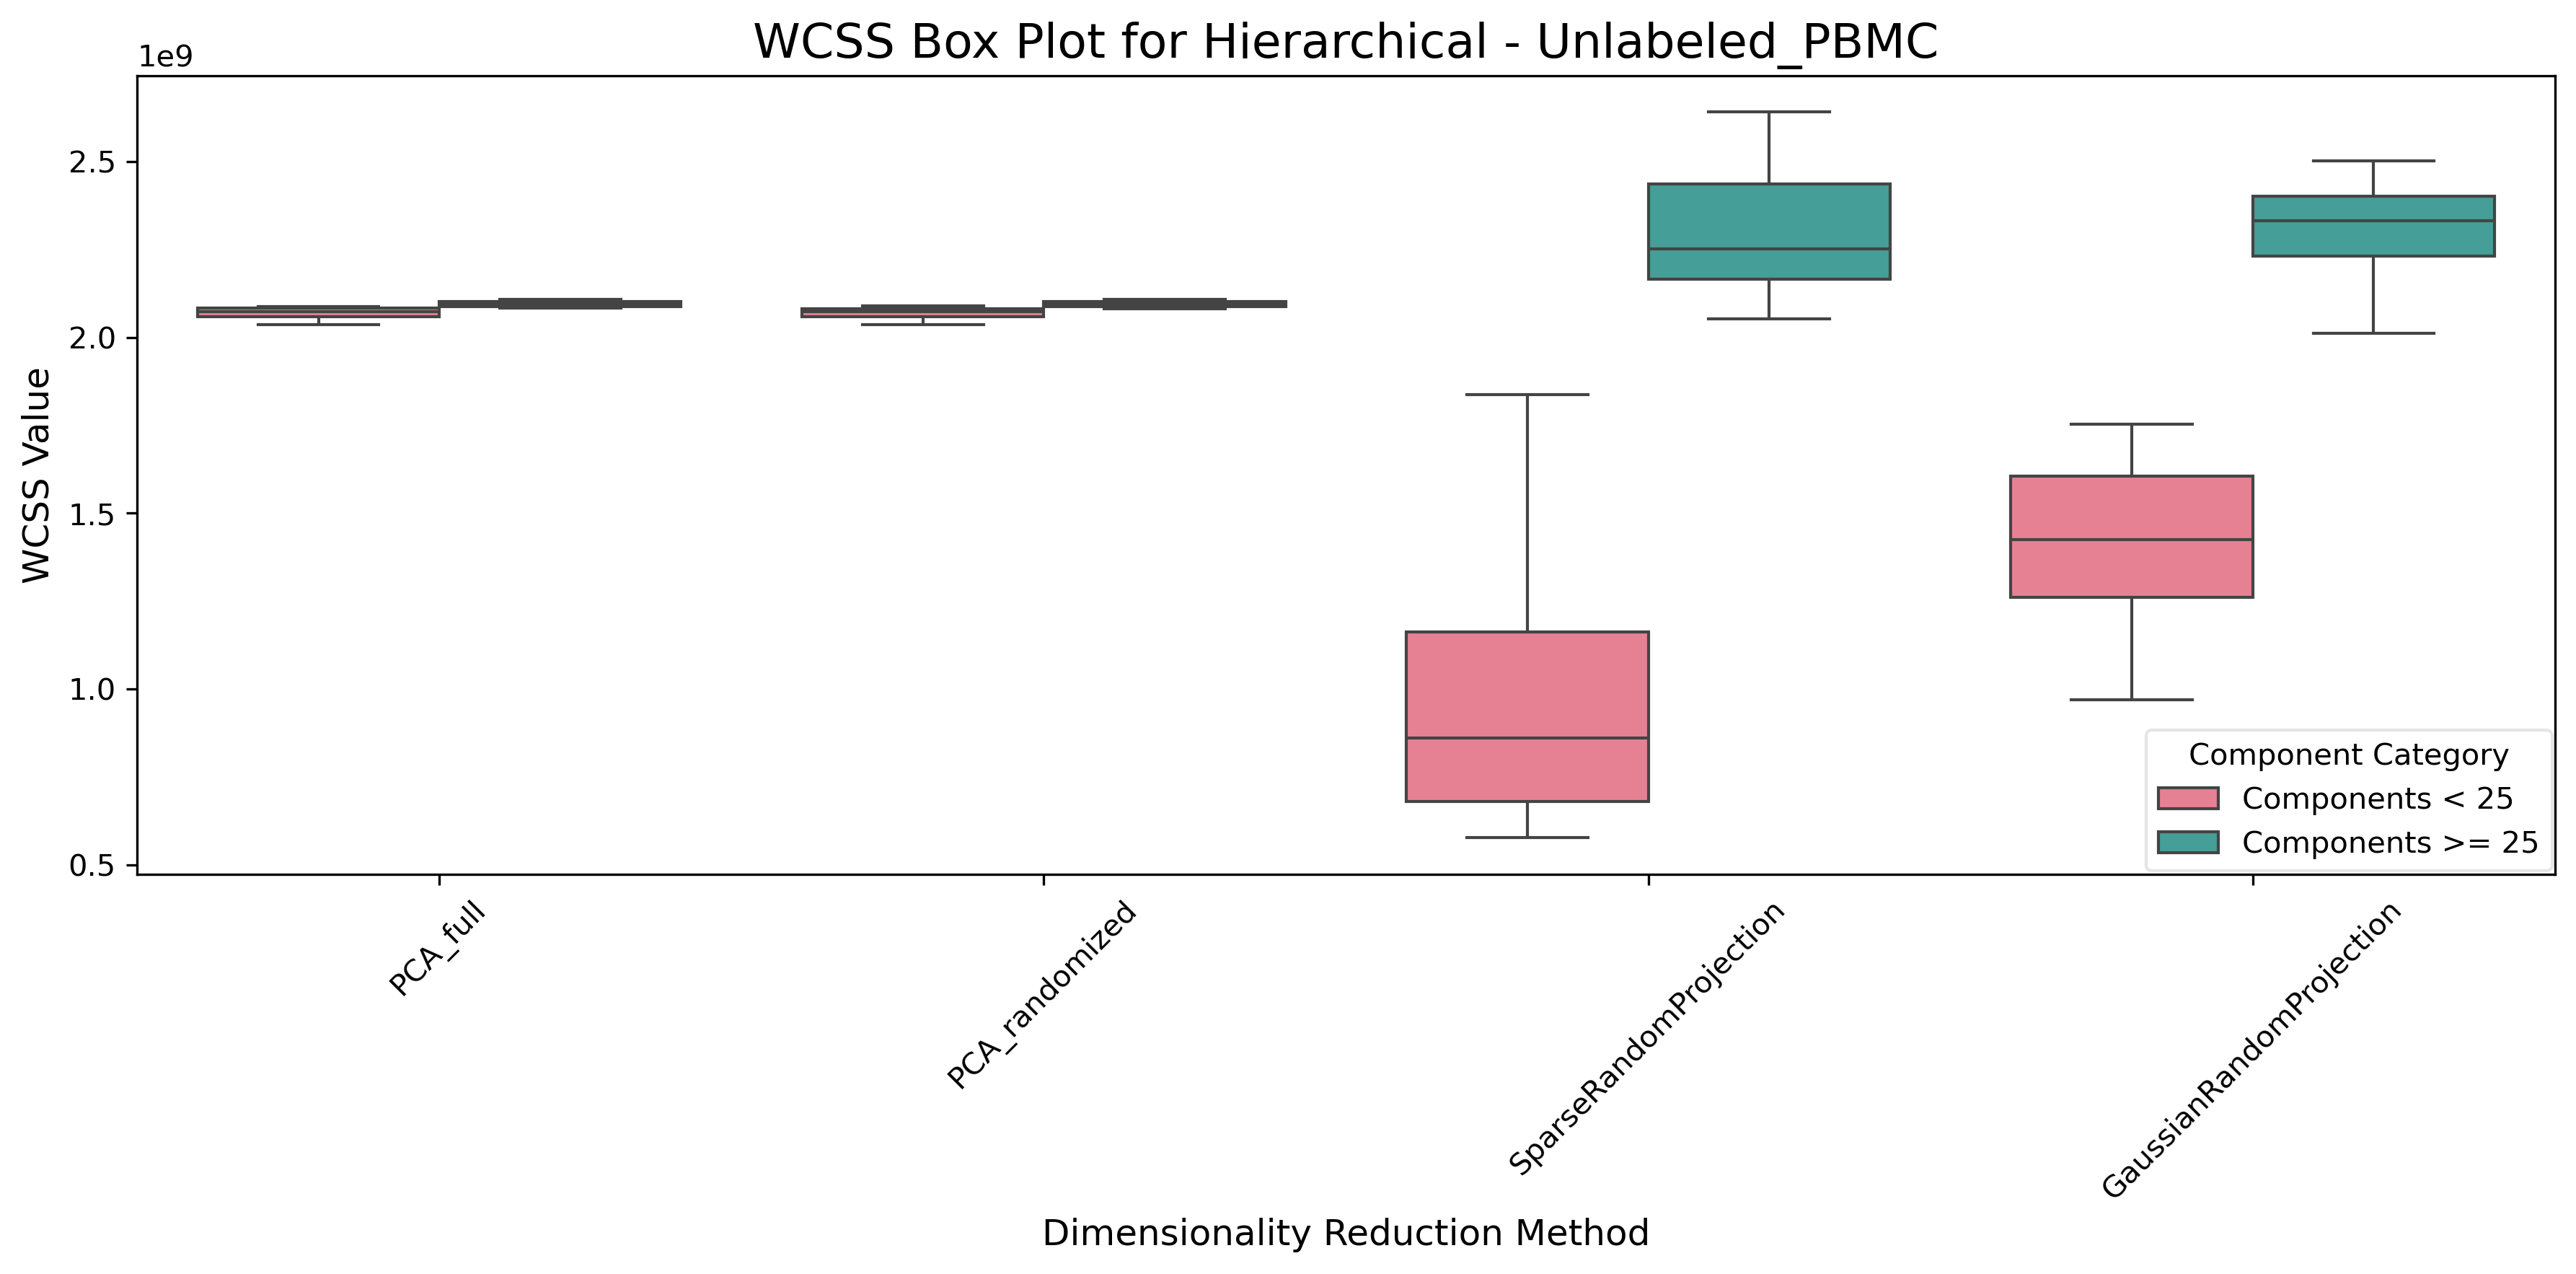 WCSS Box Plot for Hierarchical - Unlabeled_PBMC
1e9
2.5
2.0
1.5
1.0
0.5
WCSS Value
Component Category
Components < 25
Components >= 25
PCA_full
PCA_randomized
SparseRandomProjection
GaussianRandomProjection
Dimensionality Reduction Method